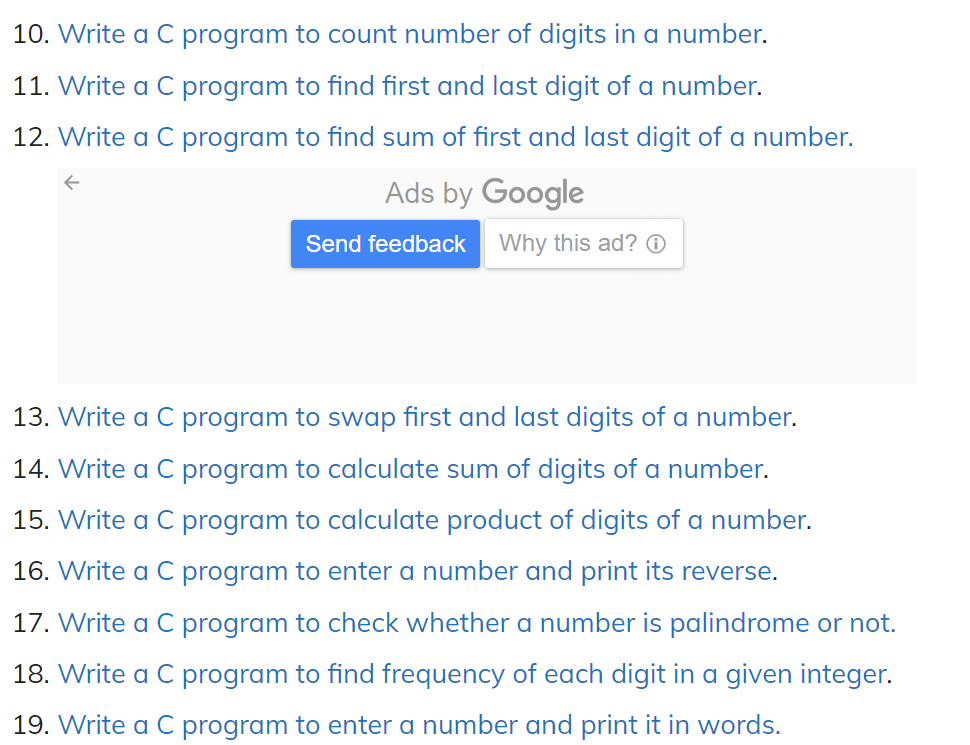 10. Write a C program to count number of digits in a number.
11. Write a C program to find first and last digit of a number.
12. Write a C program to find sum of first and last digit of a number.
Ads by Google
Send feedback Why this ad?
13. Write a C program to swap first and last digits of a number.
14. Write a C program to calculate sum of digits of a number.
15. Write a C program to calculate product of digits of a number.
16. Write a C program to enter a number and print its reverse.
17. Write a C program to check whether a number is palindrome or not.
18. Write a C program to find frequency of each digit in a given integer.
19. Write a C program to enter a number and print it in words.